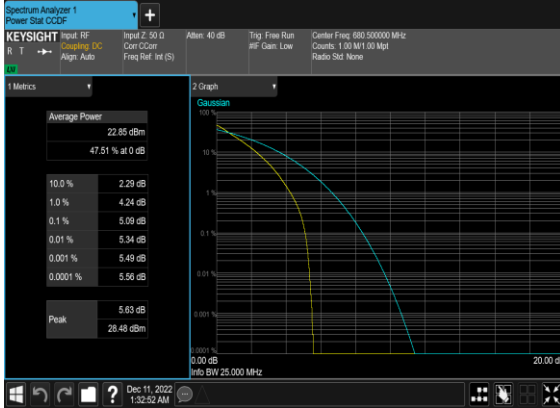 Spectrum Analyzer 1
Power Stat CCDF
KEYSIGHT Input: RF Input Z: 50 Ω Atten: 40 dB Trig: Free Run Center Freq: 680.500000 MHz
R T Coupling: DC Corr CCorr #IF Gain: Low Counts: 1.00 M/1.00 Mpt
Align: Auto Freq Ref: Int (S) Radio Std: None
1 Metrics
2 Graph
Average Power
22.85 dBm
47.51 % at 0 dB
10.0 % 2.29 dB
1.0 % 4.24 dB
0.1 % 5.09 dB
0.01 % 5.34 dB
0.001 % 5.49 dB
0.0001 % 5.56 dB
Peak
5.63 dB
28.48 dBm
Gaussian
100 %
10 %
1 %
0.1 %
0.01 %
0.001 %
0.0001 %
0.00 dB 20.00 d
Info BW 25.000 MHz
Dec 11, 2022
1:32:52 AM